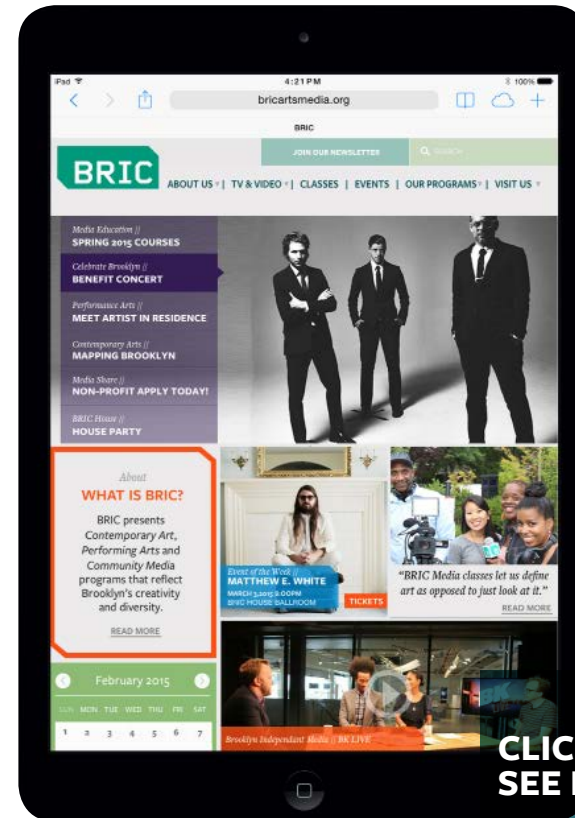 iPad
4:21 PM
100%
bricartsmedia.org
BRIC
JOIN OUR NEWSLETTER
SEARCH
BRIC
ABOUT US | TV & VIDEO | CLASSES | EVENTS | OUR PROGRAMS | VISIT US
Media Education //
SPRING 2015 COURSES
Celebrate Brooklyn //
BENEFIT CONCERT
Performance Arts //
MEET ARTIST IN RESIDENCE
Contemporary Arts //
MAPPING BROOKLYN
Media Share //
NON-PROFIT APPLY TODAY!
BRIC House //
HOUSE PARTY
About
WHAT IS BRIC?
BRIC presents
Contemporary Art,
Performing Arts and
Community Media
programs that reflect
Brooklyn's creativity
and diversity.
READ MORE
Event of the Week //
MATTHEW E. WHITE
MARCH 7, 2015 8:00PM
BRIC HOUSE BALLROOM
TICKETS
“BRIC Media classes let us define
art as opposed to just look at it.”
READ MORE
February 2015
SUN MON TUE WED THU FRI SAT
1 2 3 4 5 6 7
Brooklyn Independant Media // BK LIVE
CLIC
SEE